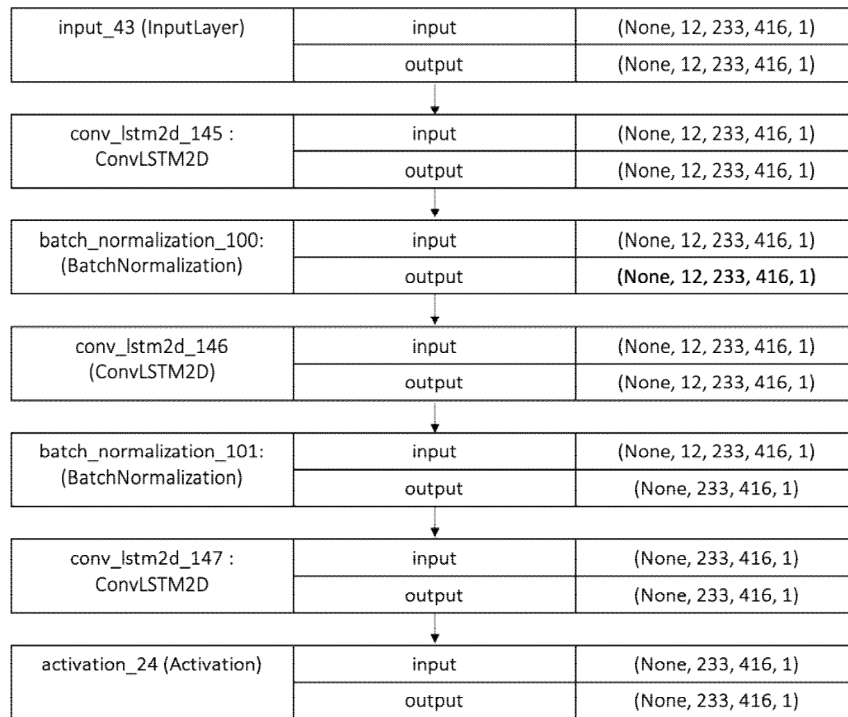 input_43 (InputLayer)
input
(None, 12, 233, 416, 1)
output
(None, 12, 233, 416, 1)
conv_lstm2d_145 :
ConvLSTM2D
input
(None, 12, 233, 416, 1)
output
(None, 12, 233, 416, 1)
batch_normalization_100:
(BatchNormalization)
input
(None, 12, 233, 416, 1)
output
(None, 12, 233, 416, 1)
conv_lstm2d_146
(ConvLSTM2D)
input
(None, 12, 233, 416, 1)
output
(None, 12, 233, 416, 1)
batch_normalization_101:
(BatchNormalization)
input
(None, 12, 233, 416, 1)
output
(None, 233, 416, 1)
conv_lstm2d_147 :
ConvLSTM2D
input
(None, 233, 416, 1)
output
(None, 233, 416, 1)
activation_24 (Activation)
input
(None, 233, 416, 1)
output
(None, 233, 416, 1)